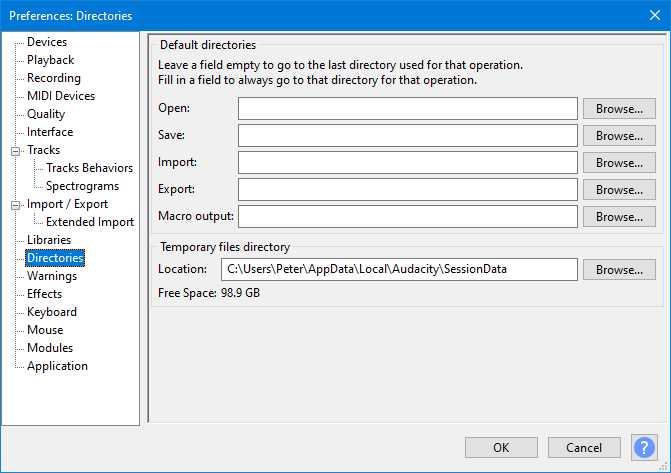 Preferences: Directories
Devices
Playback
Recording
MIDI Devices
Quality
Interface
Tracks
Tracks Behaviors
Spectrograms
Import / Export
Extended Import
Libraries
Directories
Warnings
Effects
Keyboard
Mouse
Modules
Application
Default directories
Leave a field empty to go to the last directory used for that operation.
Fill in a field to always go to that directory for that operation.
Open: Browse...
Save: Browse...
Import: Browse...
Export: Browse...
Macro output: Browse...
Temporary files directory
Location: C:\Users\Peter\AppData\Local\Audacity\SessionData Browse...
Free Space: 98.9 GB
OK Cancel ?